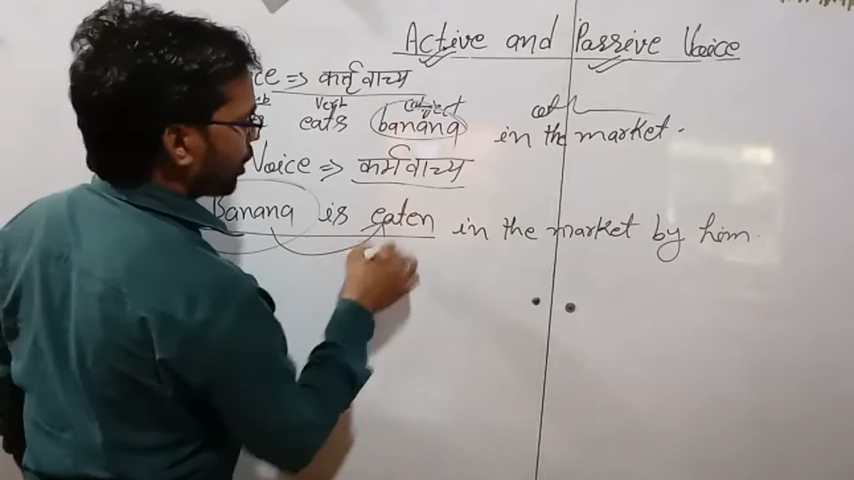 Active and Passive Voice
ce => कर्तृवाच्य
Verb
eats banana in the market.
Voice => कर्मवाच्य
Banana is eaten in the market by him.